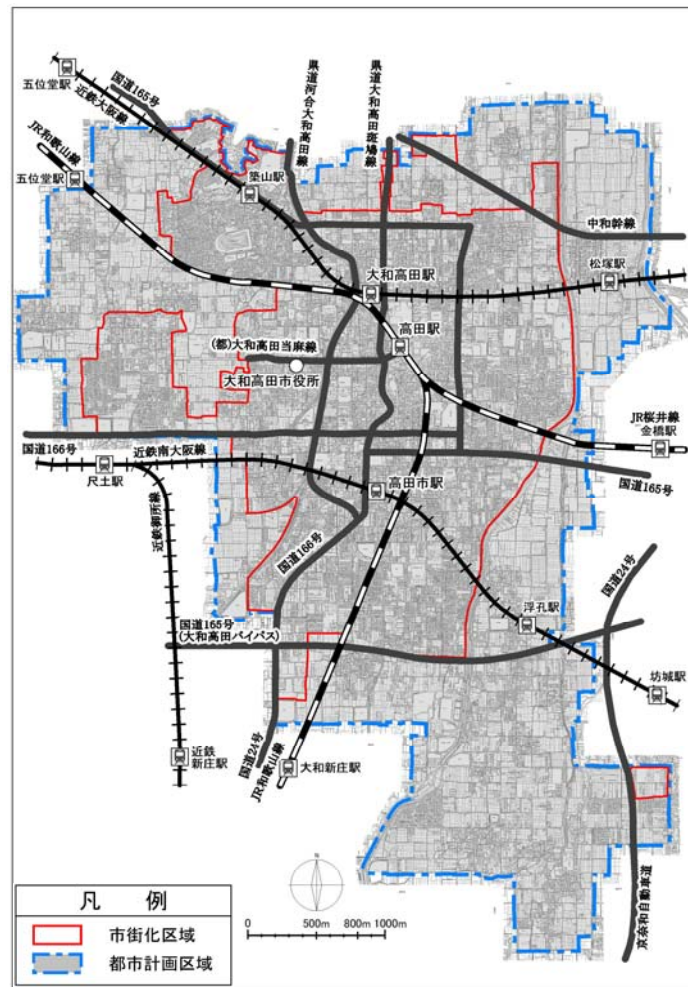 五位堂駅
国道165号
近鉄大阪線
県道河合大和高田線
県道大和高田斑鳩線
JR和歌山線
五位堂駅
築山駅
中和幹線
大和高田駅
松塚駅
高田駅
(都)大和高田当麻線
大和高田市役所
JR桜井線
金橋駅
国道166号
近鉄南大阪線
尺土駅
高田市駅
国道165号
近鉄御所線
国道166号
国道24号
浮孔駅
国道165号
(大和高田バイパス)
坊城駅
近鉄
新庄駅
国道24号
JR和歌山線
大和新庄駅
京奈和自動車道
N
凡 例
市街化区域
都市計画区域
0 500m 800m 1000m